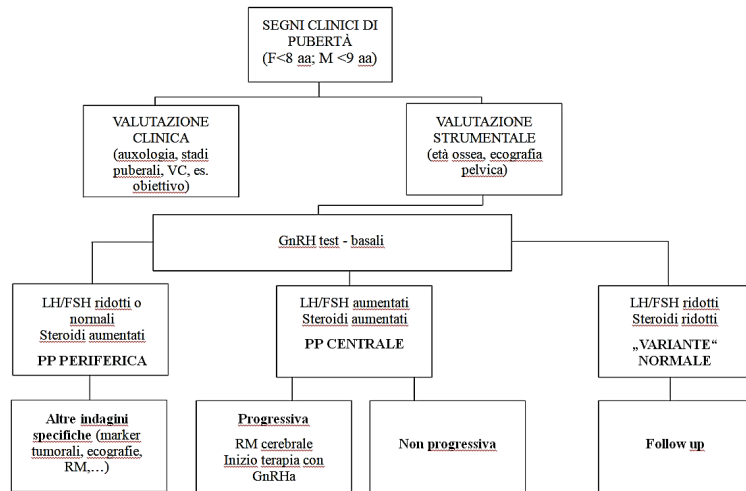 SEGNI CLINICI DI
PUBERTÀ
(F<8 aa; M <9 aa)
VALUTAZIONE
CLINICA
(auxologia, stadi
puberali, VC, es.
obiettivo)
VALUTAZIONE
STRUMENTALE
(età ossea, ecografia
pelvica)
GnRH test - basali
LH/FSH ridotti o
normali
Steroidi aumentati
PP PERIFERICA
LH/FSH aumentati
Steroidi aumentati
PP CENTRALE
LH/FSH ridotti
Steroidi ridotti
„VARIANTE“
NORMALE
Altre indagini
specifiche (marker
tumorali, ecografie,
RM,…)
Progressiva
RM cerebrale
Inizio terapia con
GnRHa
Non progressiva
Follow up